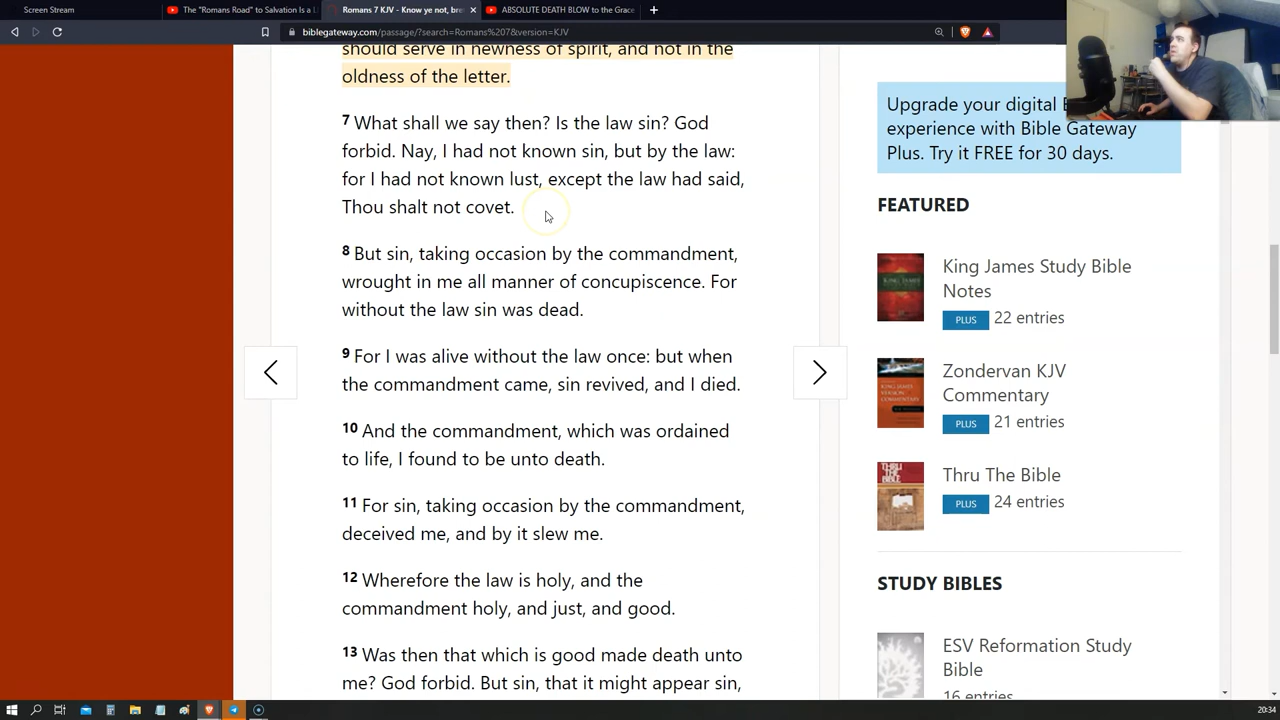 Screen Stream
The "Romans Road" to Salvation Is a L
Romans 7 KJV - Know ye not, bre
ABSOLUTE DEATH BLOW to the Grace
biblegateway.com/passage/?search=Romans%207&version=KJV
should serve in newness of spirit, and not in the
oldness of the letter.
7 What shall we say then? Is the law sin? God
forbid. Nay, I had not known sin, but by the law:
for I had not known lust, except the law had said,
Thou shalt not covet.
8 But sin, taking occasion by the commandment,
wrought in me all manner of concupiscence. For
without the law sin was dead.
9 For I was alive without the law once: but when
the commandment came, sin revived, and I died.
10 And the commandment, which was ordained
to life, I found to be unto death.
11 For sin, taking occasion by the commandment,
deceived me, and by it slew me.
12 Wherefore the law is holy, and the
commandment holy, and just, and good.
13 Was then that which is good made death unto
me? God forbid. But sin, that it might appear sin,
Upgrade your digital
experience with Bible Gateway
Plus. Try it FREE for 30 days.
FEATURED
King James Study Bible
Notes
PLUS 22 entries
Zondervan KJV
Commentary
PLUS 21 entries
Thru The Bible
PLUS 24 entries
STUDY BIBLES
ESV Reformation Study
Bible
16 entries
20:34